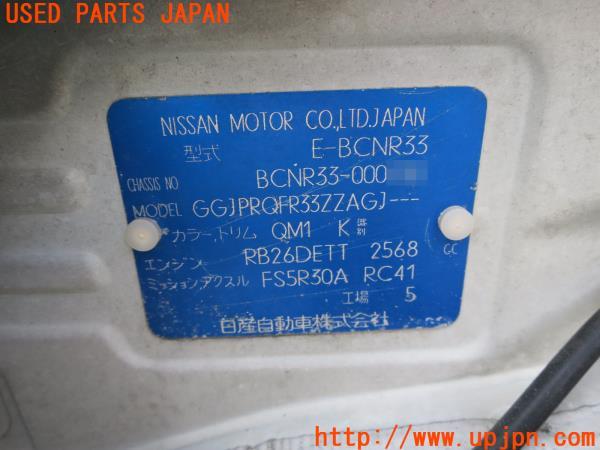 USED PARTS JAPAN
NISSAN MOTOR CO.,LTD.JAPAN
型式 E-BCNR33
CHASSIS NO BCNR33-000
MODEL GGJPRQFR33ZZAGJ---
カラー,トリム QM1 K 識別
エンジン RB26DETT 2568 CC
ミッション,アクスル FS5R30A RC41
工場 5
日産自動車株式会社
UPJ - http://www.upjpn.com/